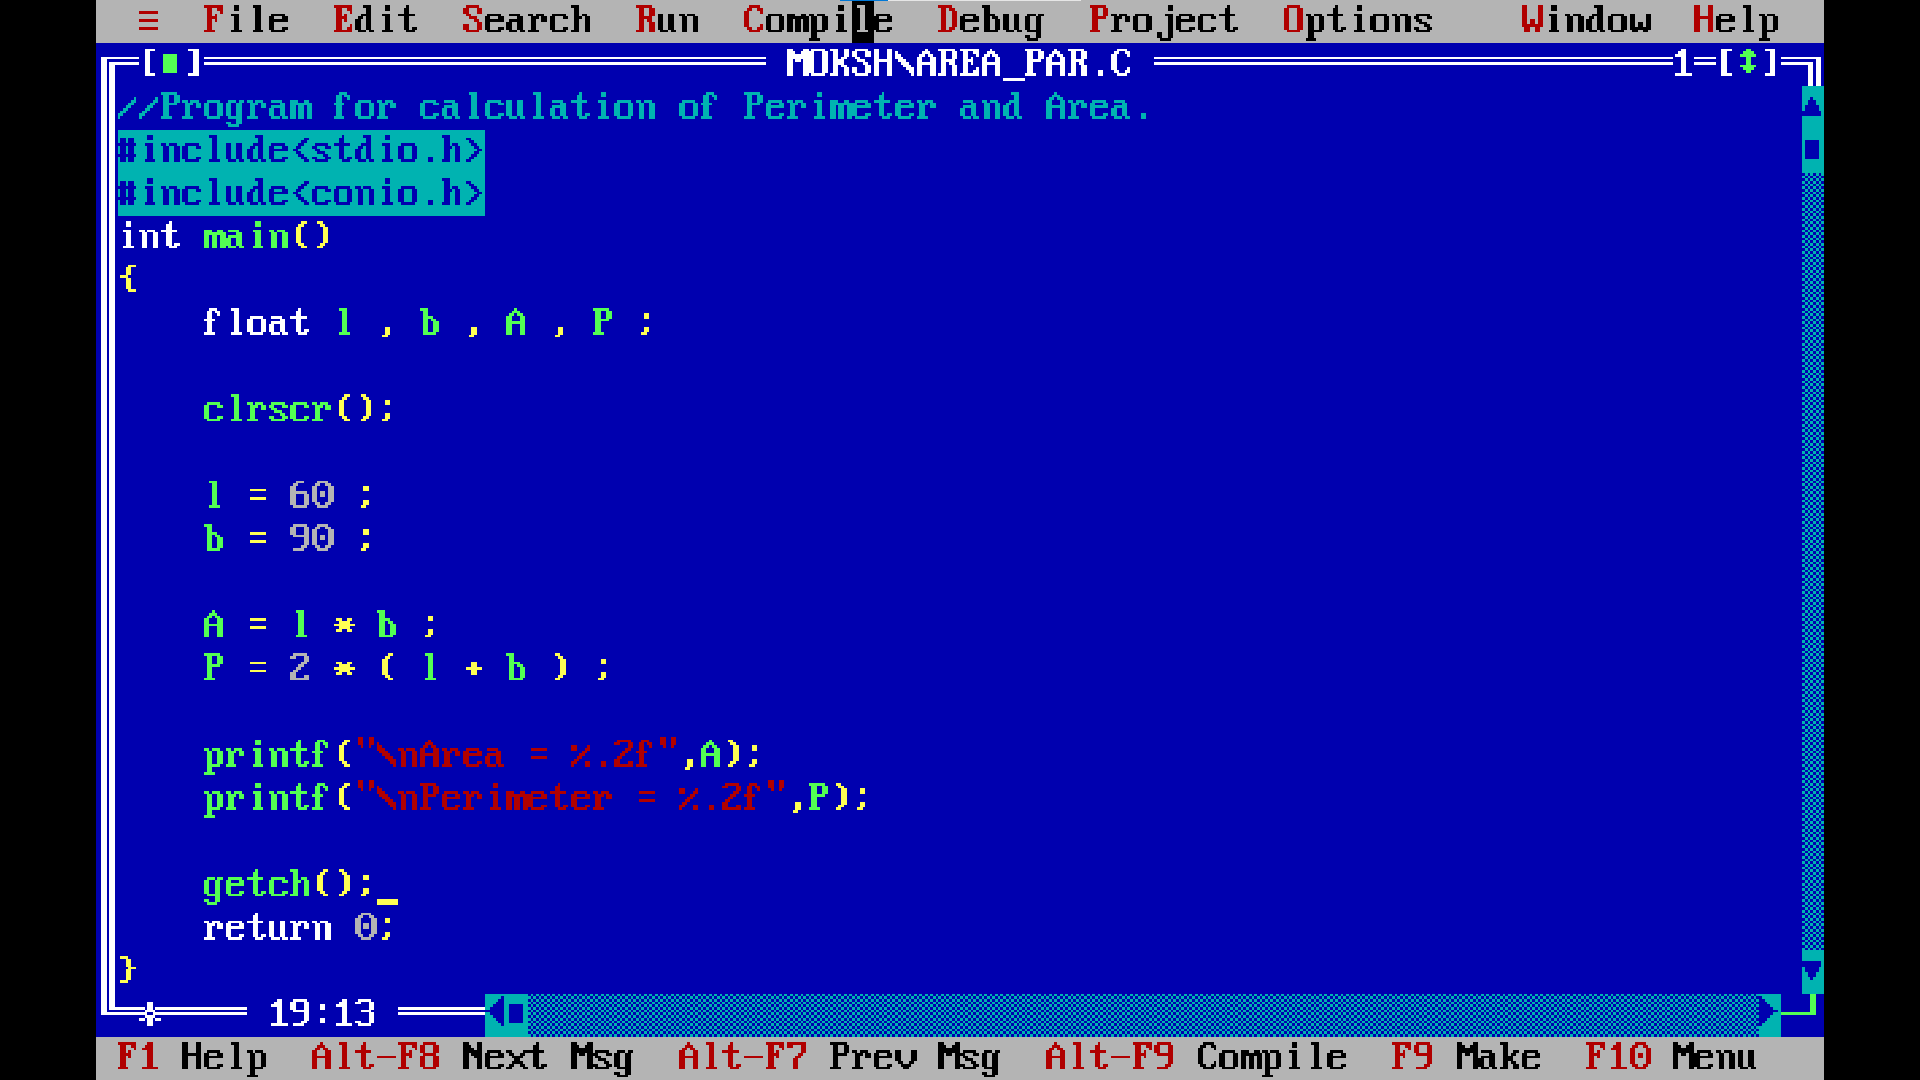 ≡ File Edit Search Run Compile Debug Project Options Window Help
[■] MOKSH\AREA_PAR.C 1=[↕]
//Program for calculation of Perimeter and Area.
#include<stdio.h>
#include<conio.h>
int main()
{
    float l , b , A , P ;
    clrscr();
    l = 60 ;
    b = 90 ;
    A = l * b ;
    P = 2 * ( l + b ) ;
    printf("\nArea = %.2f",A);
    printf("\nPerimeter = %.2f",P);
    getch();
    return 0;
}
19:13
F1 Help Alt-F8 Next Msg Alt-F7 Prev Msg Alt-F9 Compile F9 Make F10 Menu